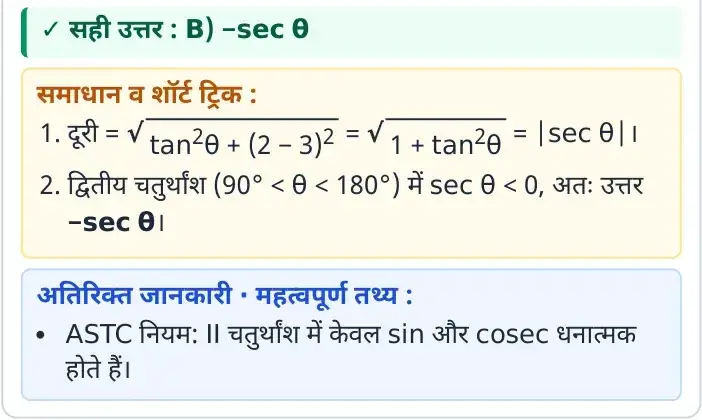 ✓ सही उत्तर : B) –sec θ
समाधान व शॉर्ट ट्रिक :
1. दूरी = √tan²θ + (2 – 3)² = √1 + tan²θ = |sec θ|।
2. द्वितीय चतुर्थांश (90° < θ < 180°) में sec θ < 0, अतः उत्तर
–sec θ।
अतिरिक्त जानकारी · महत्वपूर्ण तथ्य :
• ASTC नियम: II चतुर्थांश में केवल sin और cosec धनात्मक
होते हैं।